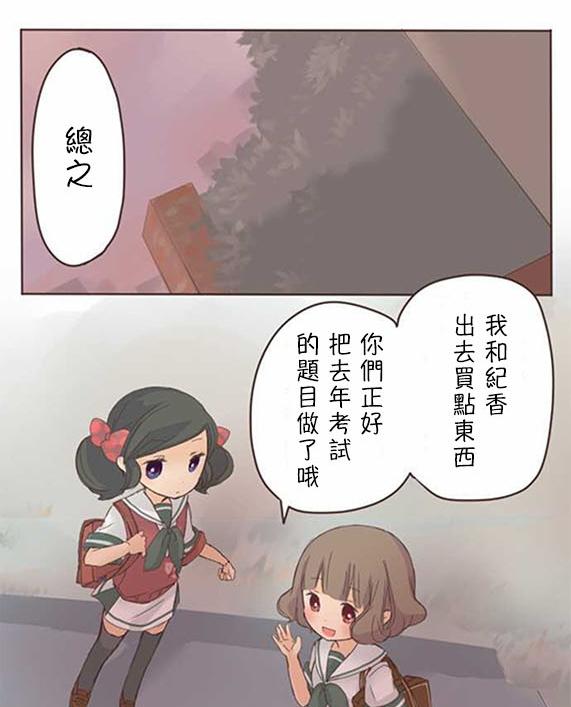 總之
我和紀香
出去買點東西
你們正好
把去年考試
的題目做了哦